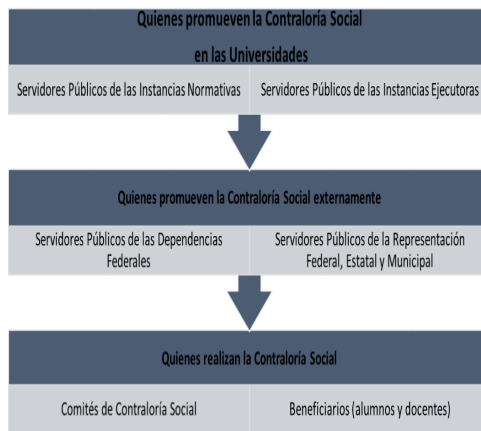 Quienes promueven la Contraloría Social
en las Universidades
Servidores Públicos de las Instancias Normativas
Servidores Públicos de las Instancias Ejecutoras
Quienes promueven la Contraloría Social externamente
Servidores Públicos de las Dependencias
Federales
Servidores Públicos de la Representación
Federal, Estatal y Municipal
Quienes realizan la Contraloría Social
Comités de Contraloría Social
Beneficiarios (alumnos y docentes)